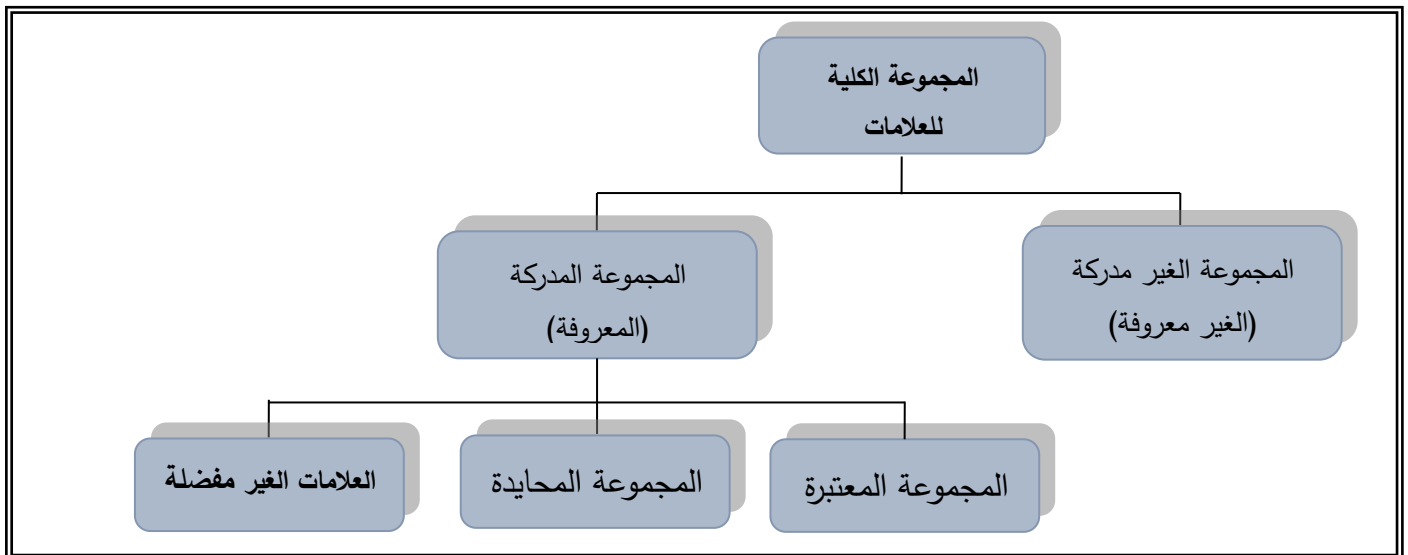 المجموعة الكلية
للعلامات
المجموعة الغير مدركة
(الغير معروفة)
المجموعة المدركة
(المعروفة)
المجموعة المعتبرة
المجموعة المحايدة
العلامات الغير مفضلة